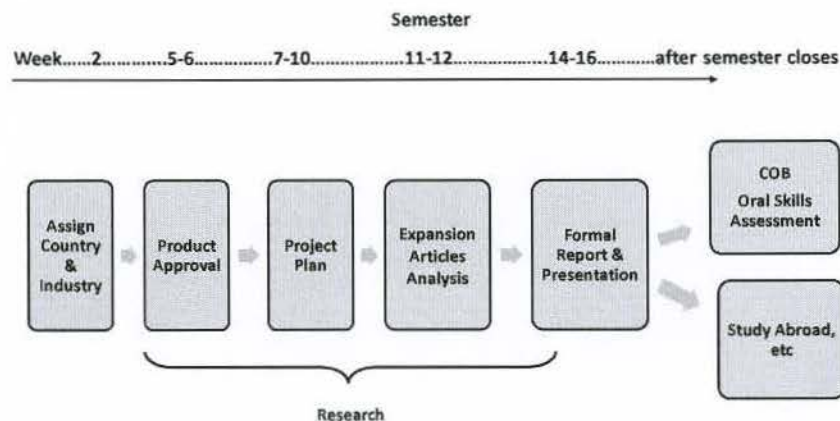 Semester
Week......2...............5-6................7-10................11-12...................14-16...........after semester closes
Assign
Country
&
Industry
Product
Approval
Project
Plan
Expansion
Articles
Analysis
Formal
Report &
Presentation
COB
Oral Skills
Assessment
Study Abroad,
etc
Research